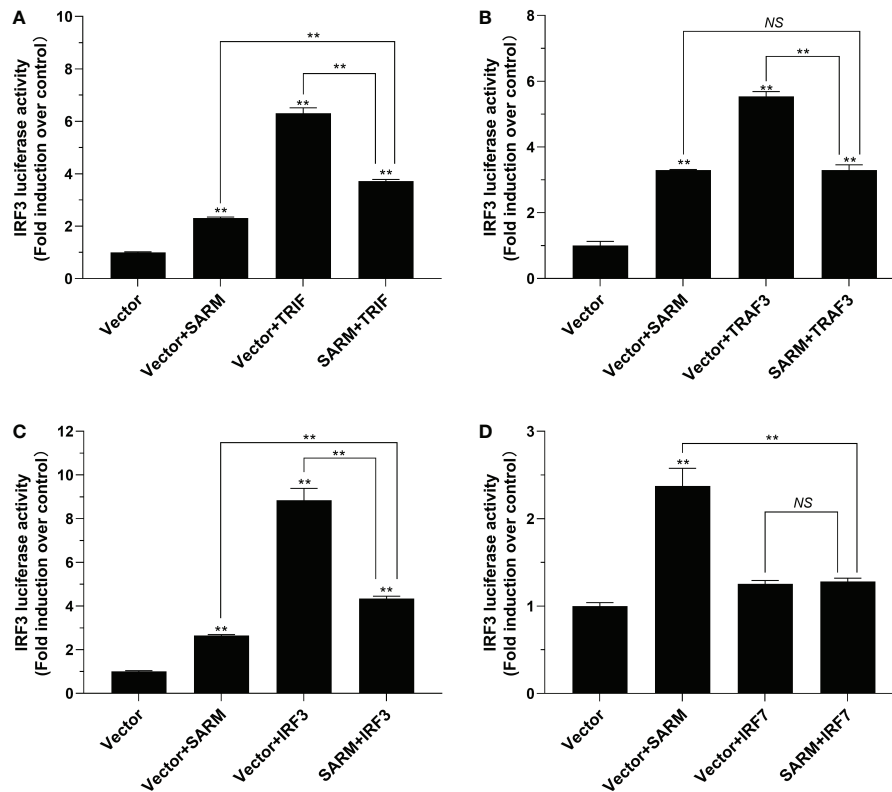 A
IRF3 luciferase activity
(Fold induction over control)
10
8
6
4
2
0
**
**
**
**
**
Vector
Vector+SARM
Vector+TRIF
SARM+TRIF
B
IRF3 luciferase activity
(Fold induction over control)
8
6
4
2
0
NS
**
**
**
**
Vector
Vector+SARM
Vector+TRAF3
SARM+TRAF3
C
IRF3 luciferase activity
(Fold induction over control)
12
10
8
6
4
2
0
**
**
**
**
**
Vector
Vector+SARM
Vector+IRF3
SARM+IRF3
D
IRF3 luciferase activity
(Fold induction over control)
3
2
1
0
**
**
NS
Vector
Vector+SARM
Vector+IRF7
SARM+IRF7